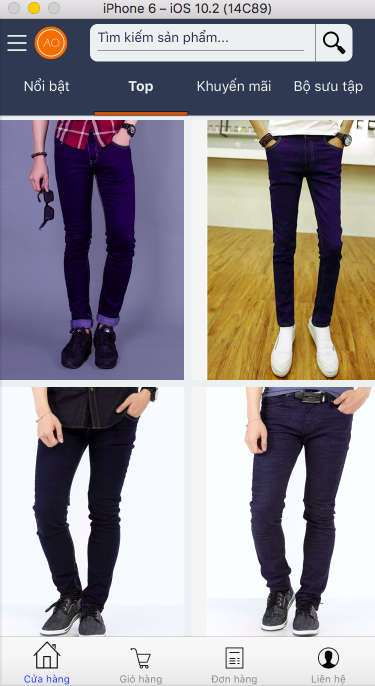 iPhone 6 – iOS 10.2 (14C89)
AO
Tìm kiếm sản phẩm...
Nổi bật
Top
Khuyến mãi
Bộ sưu tập
Cửa hàng
Giỏ hàng
Đơn hàng
Liên hệ